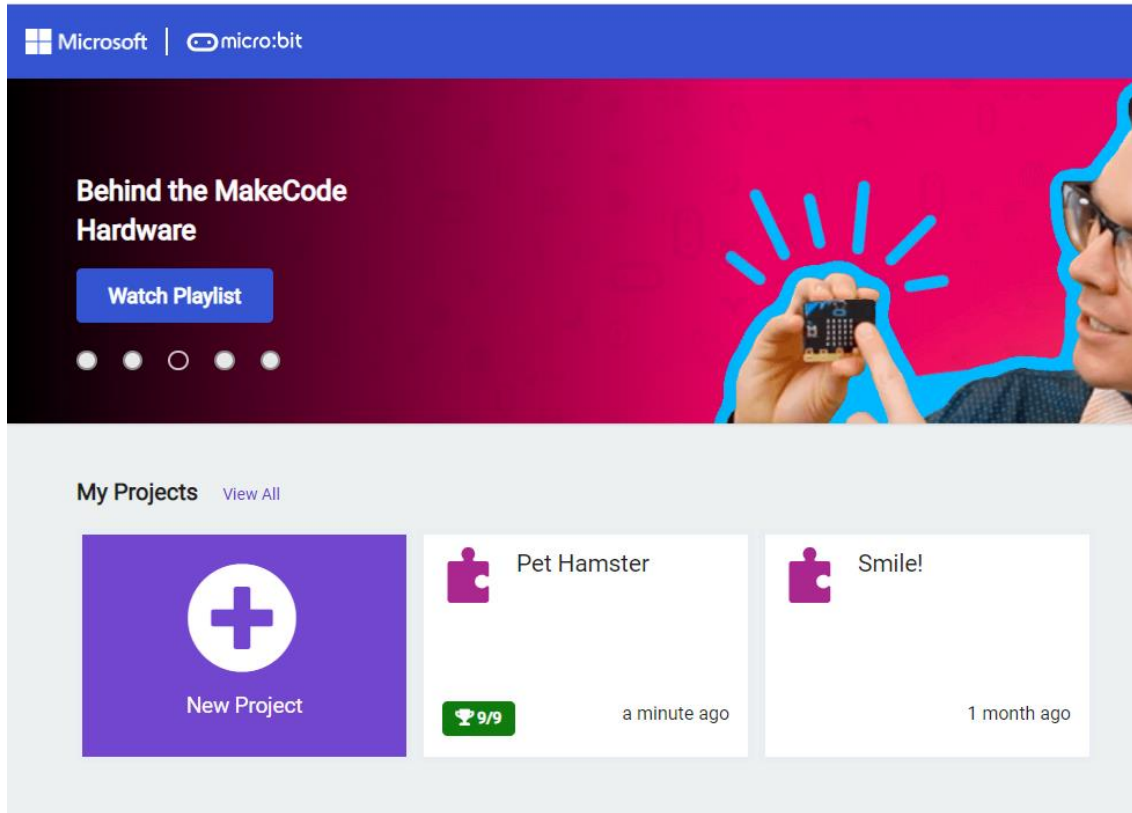 Microsoft micro:bit
Behind the MakeCode
Hardware
Watch Playlist
My Projects View All
Pet Hamster
Smile!
New Project
9/9
a minute ago
1 month ago